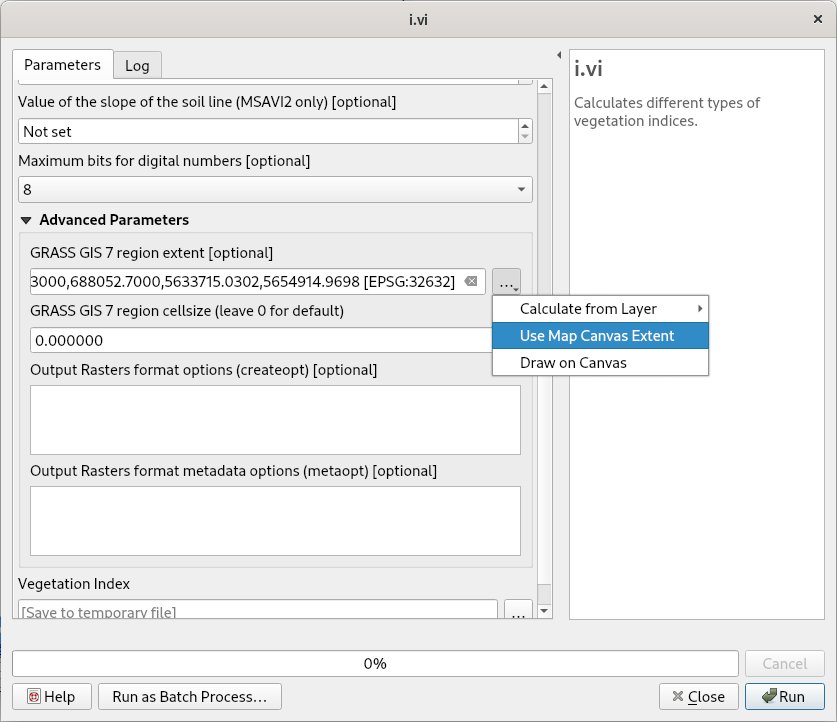 i.vi
Parameters
Log
Value of the slope of the soil line (MSAVI2 only) [optional]
Not set
Maximum bits for digital numbers [optional]
8
Advanced Parameters
GRASS GIS 7 region extent [optional]
3000,688052.7000,5633715.0302,5654914.9698 [EPSG:32632]
...
Calculate from Layer
Use Map Canvas Extent
Draw on Canvas
GRASS GIS 7 region cellsize (leave 0 for default)
0.000000
Output Rasters format options (createopt) [optional]
Output Rasters format metadata options (metaopt) [optional]
Vegetation Index
[Save to temporary file]
...
i.vi
Calculates different types of
vegetation indices.
0%
Cancel
Help
Run as Batch Process...
Close
Run